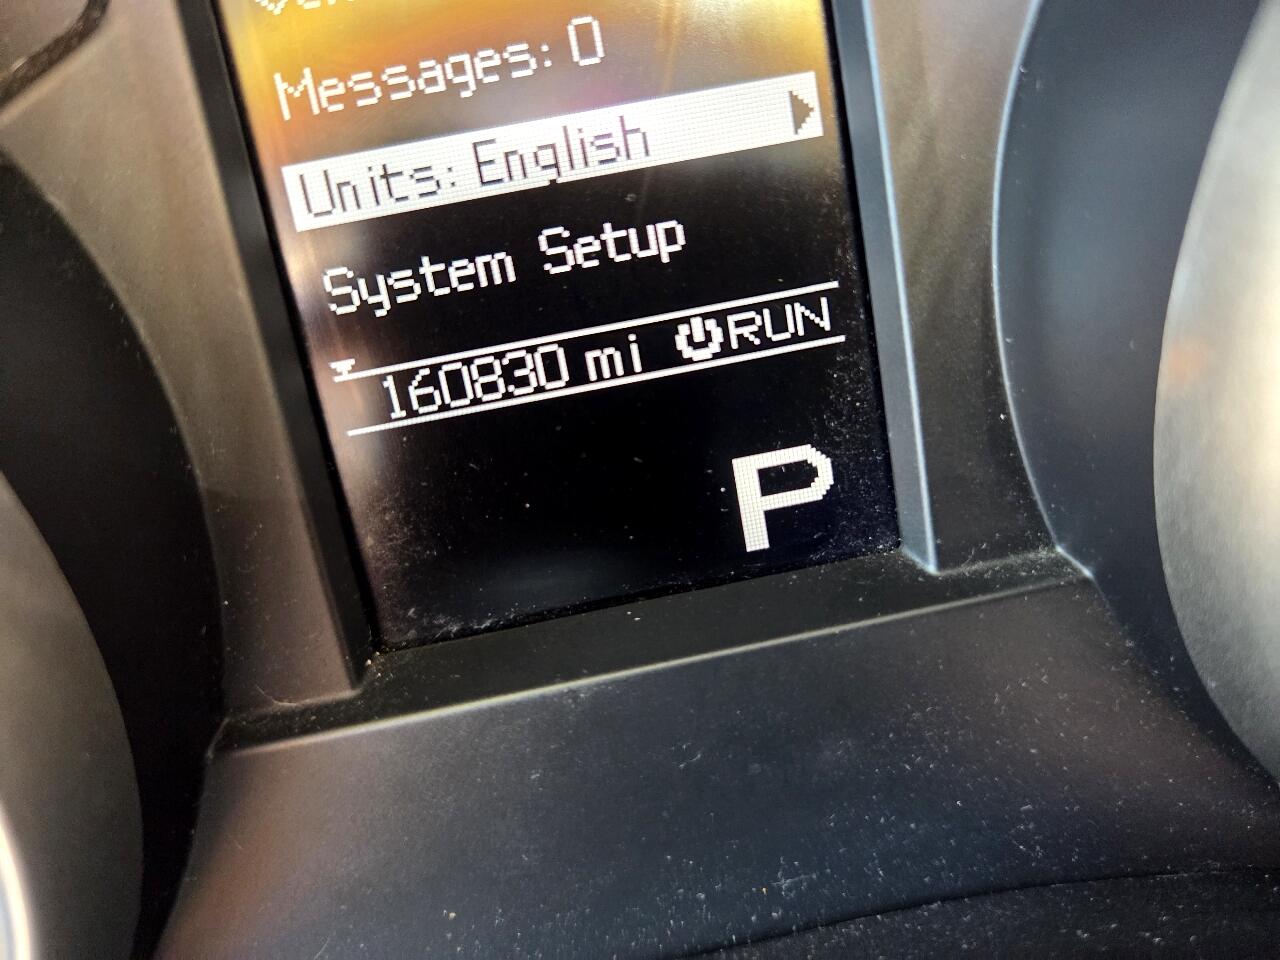 Messages: 0
Units: English
System Setup
160830 mi RUN
P